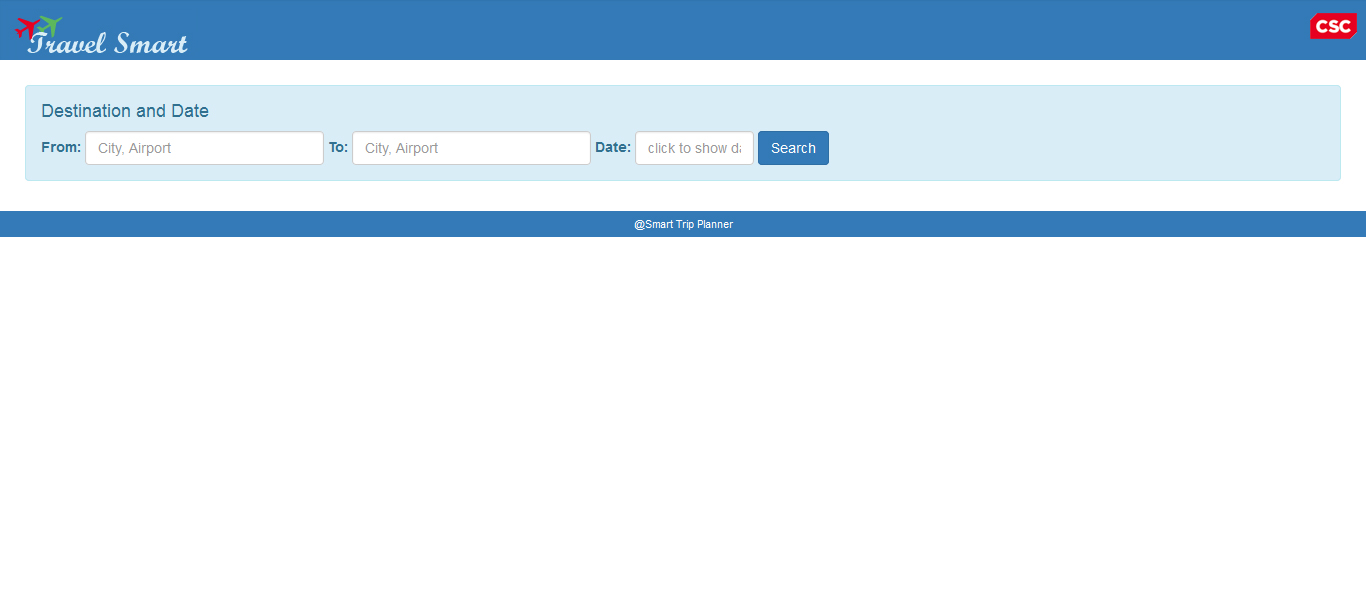 Travel Smart
CSC
Destination and Date
From: City, Airport To: City, Airport Date: click to show da Search
@Smart Trip Planner